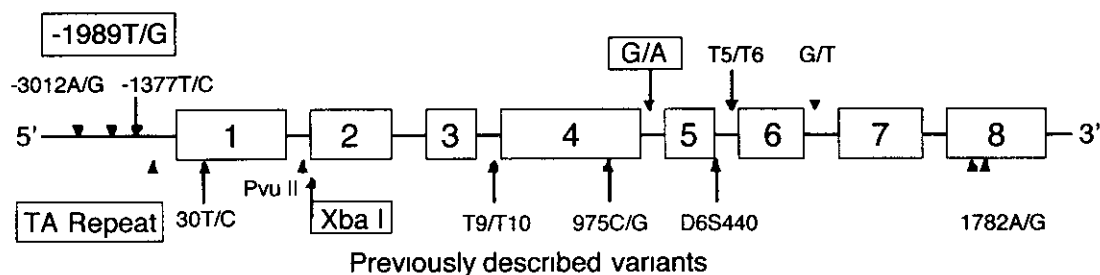 -1989T/G
G/A
T5/T6
G/T
-3012A/G
-1377T/C
5' 1 2 3 4 5 6 7 8 3'
Pvu II
TA Repeat
30T/C
Xba I
T9/T10
975C/G
D6S440
1782A/G
Previously described variants